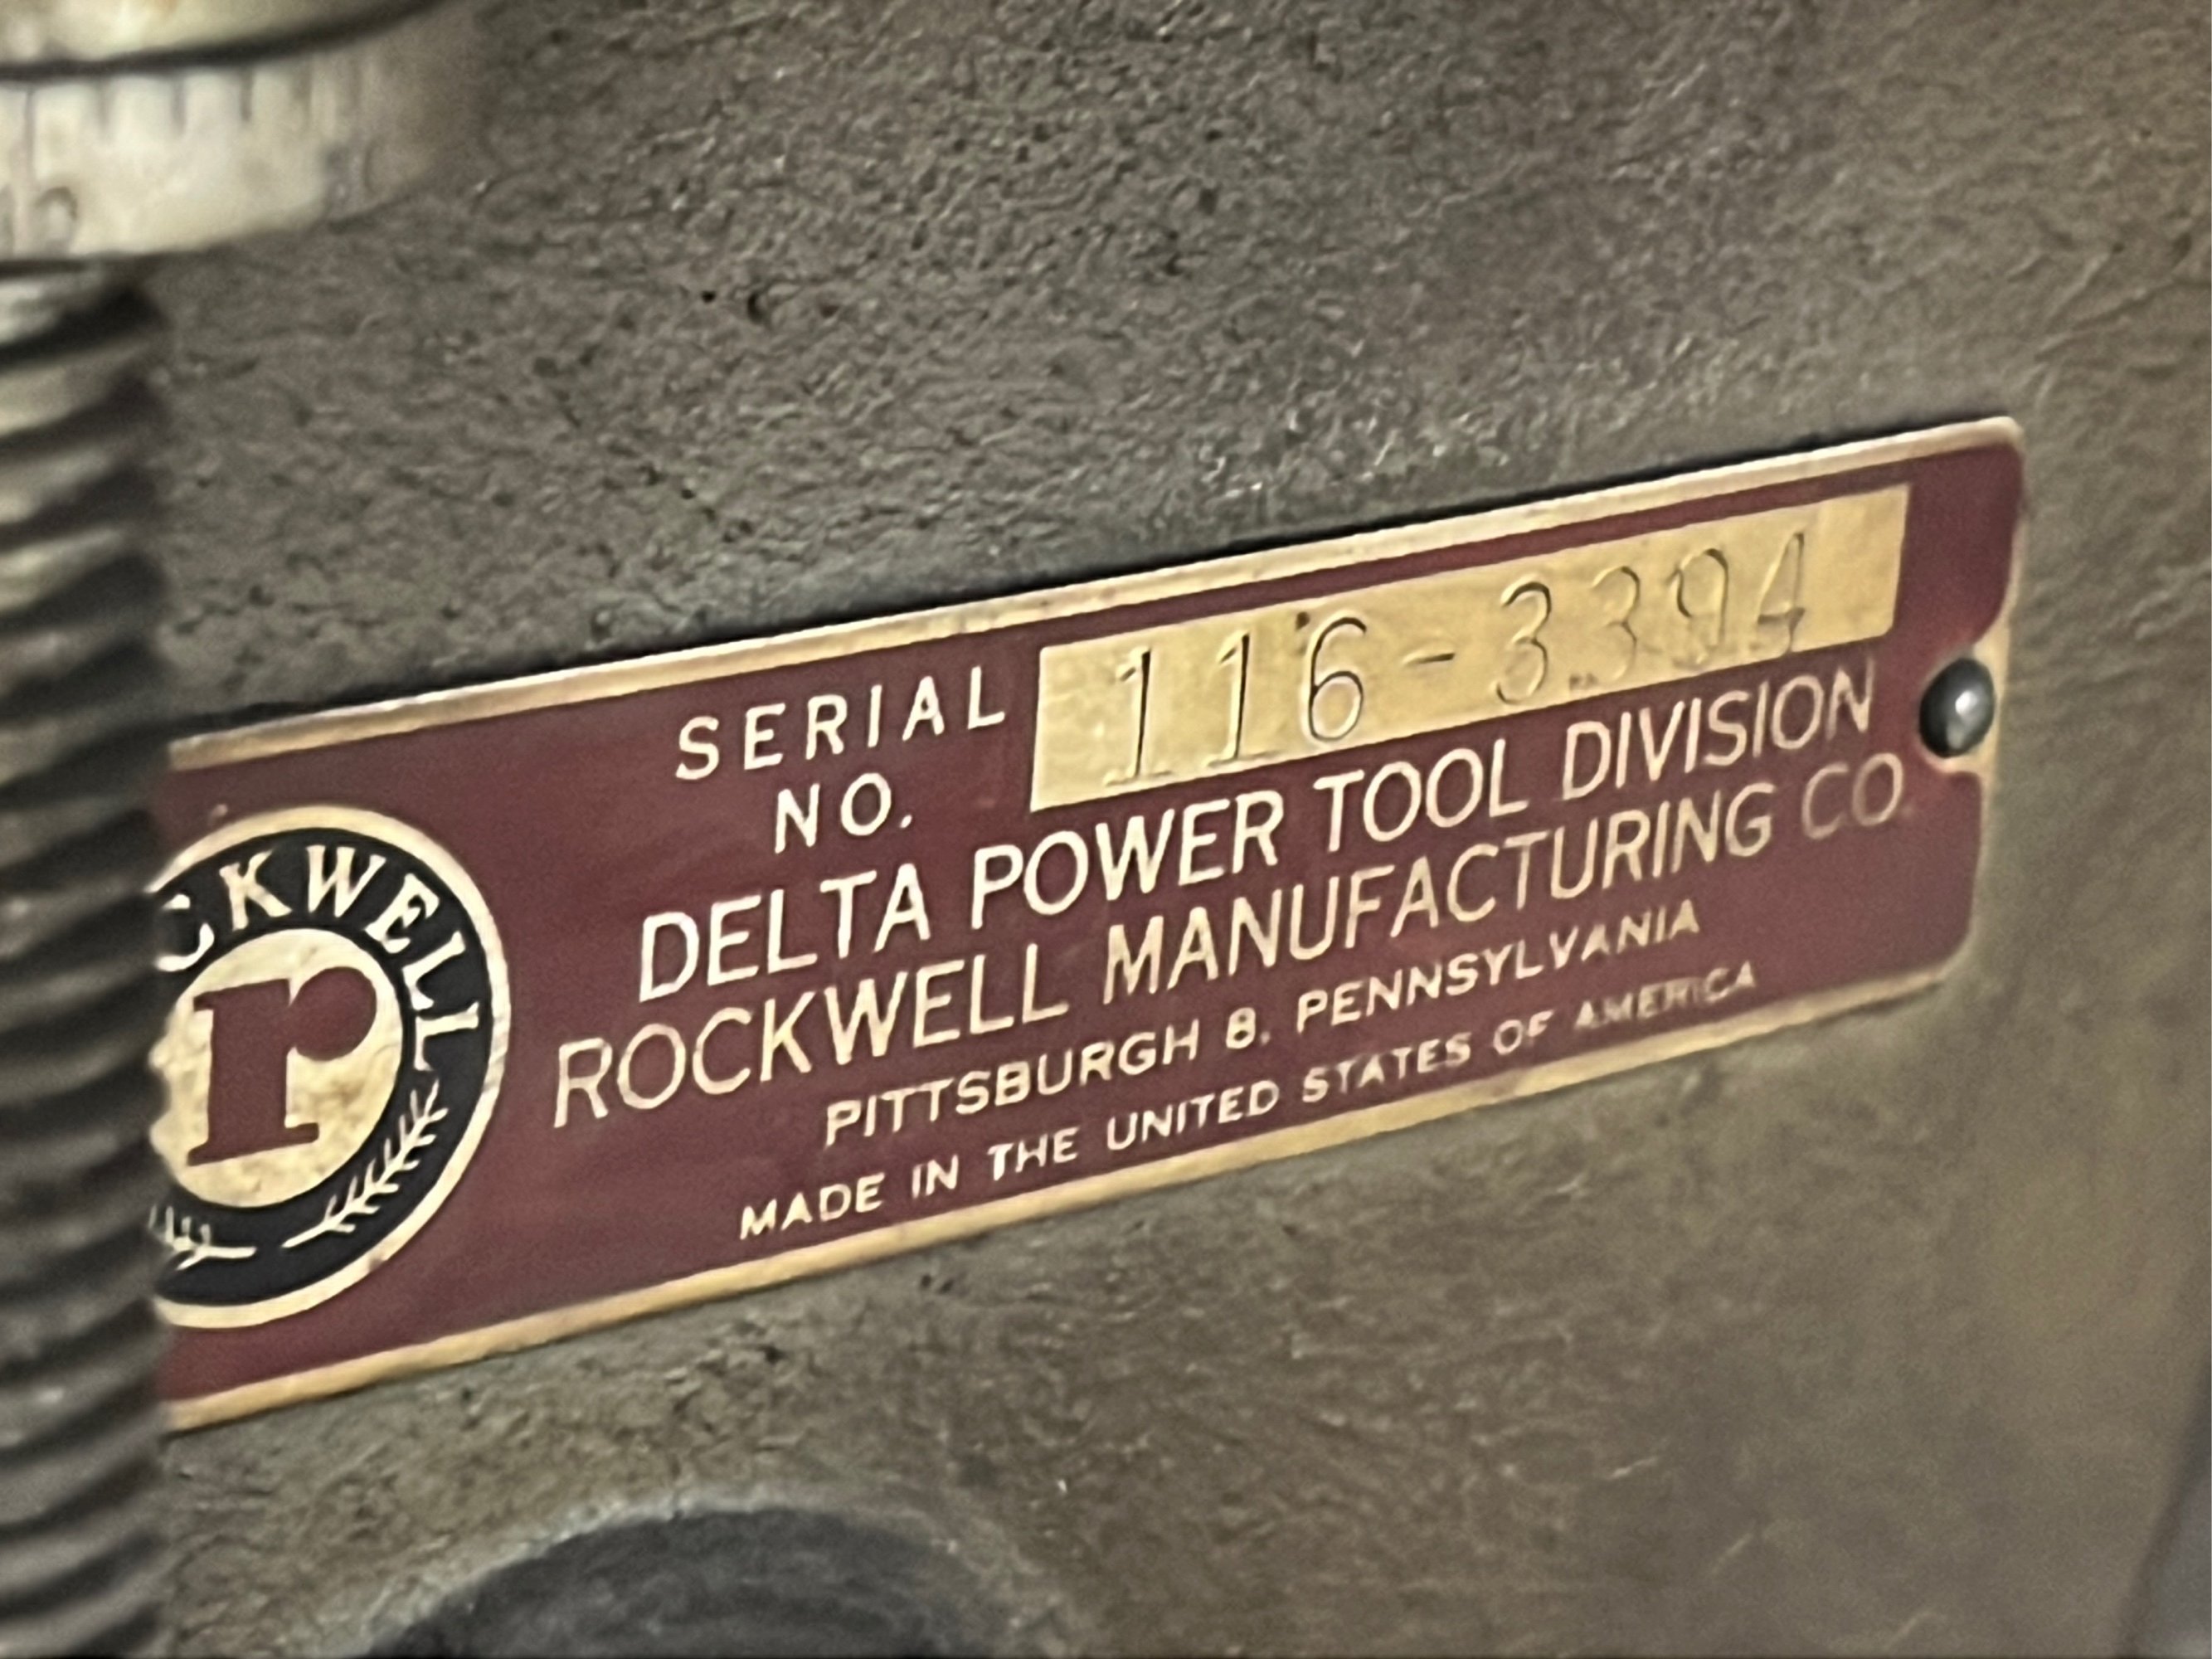 SERIAL 116-3394
NO.
DELTA POWER TOOL DIVISION
ROCKWELL MANUFACTURING CO.
PITTSBURGH 8, PENNSYLVANIA
MADE IN THE UNITED STATES OF AMERICA
CKWELL
r